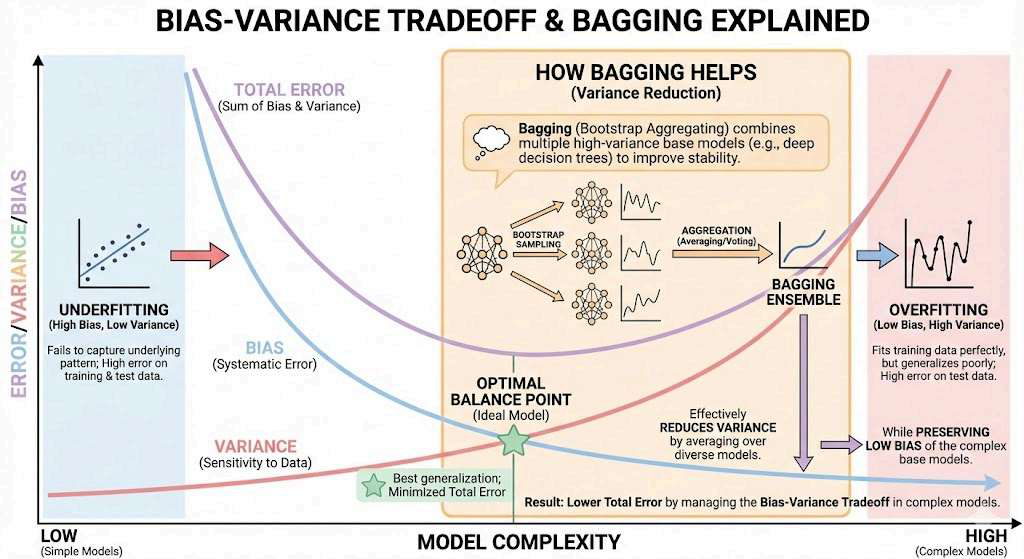 BIAS-VARIANCE TRADEOFF & BAGGING EXPLAINED
ERROR/VARIANCE/BIAS
TOTAL ERROR
(Sum of Bias & Variance)
HOW BAGGING HELPS
(Variance Reduction)
Bagging (Bootstrap Aggregating) combines
multiple high-variance base models (e.g., deep
decision trees) to improve stability.
BOOTSTRAP
SAMPLING
AGGREGATION
(Averaging/Voting)
BAGGING
ENSEMBLE
UNDERFITTING
(High Bias, Low Variance)
Fails to capture underlying
pattern; High error on
training & test data.
BIAS
(Systematic Error)
OVERFITTING
(Low Bias, High Variance)
Fits training data perfectly,
but generalizes poorly;
High error on test data.
OPTIMAL
BALANCE POINT
(Ideal Model)
VARIANCE
(Sensitivity to Data)
Effectively
REDUCES VARIANCE
by averaging over
diverse models.
While PRESERVING
LOW BIAS of the complex
base models.
Best generalization;
Minimized Total Error
Result: Lower Total Error by managing the Bias-Variance Tradeoff in complex models.
LOW
(Simple Models)
MODEL COMPLEXITY
HIGH
(Complex Models)